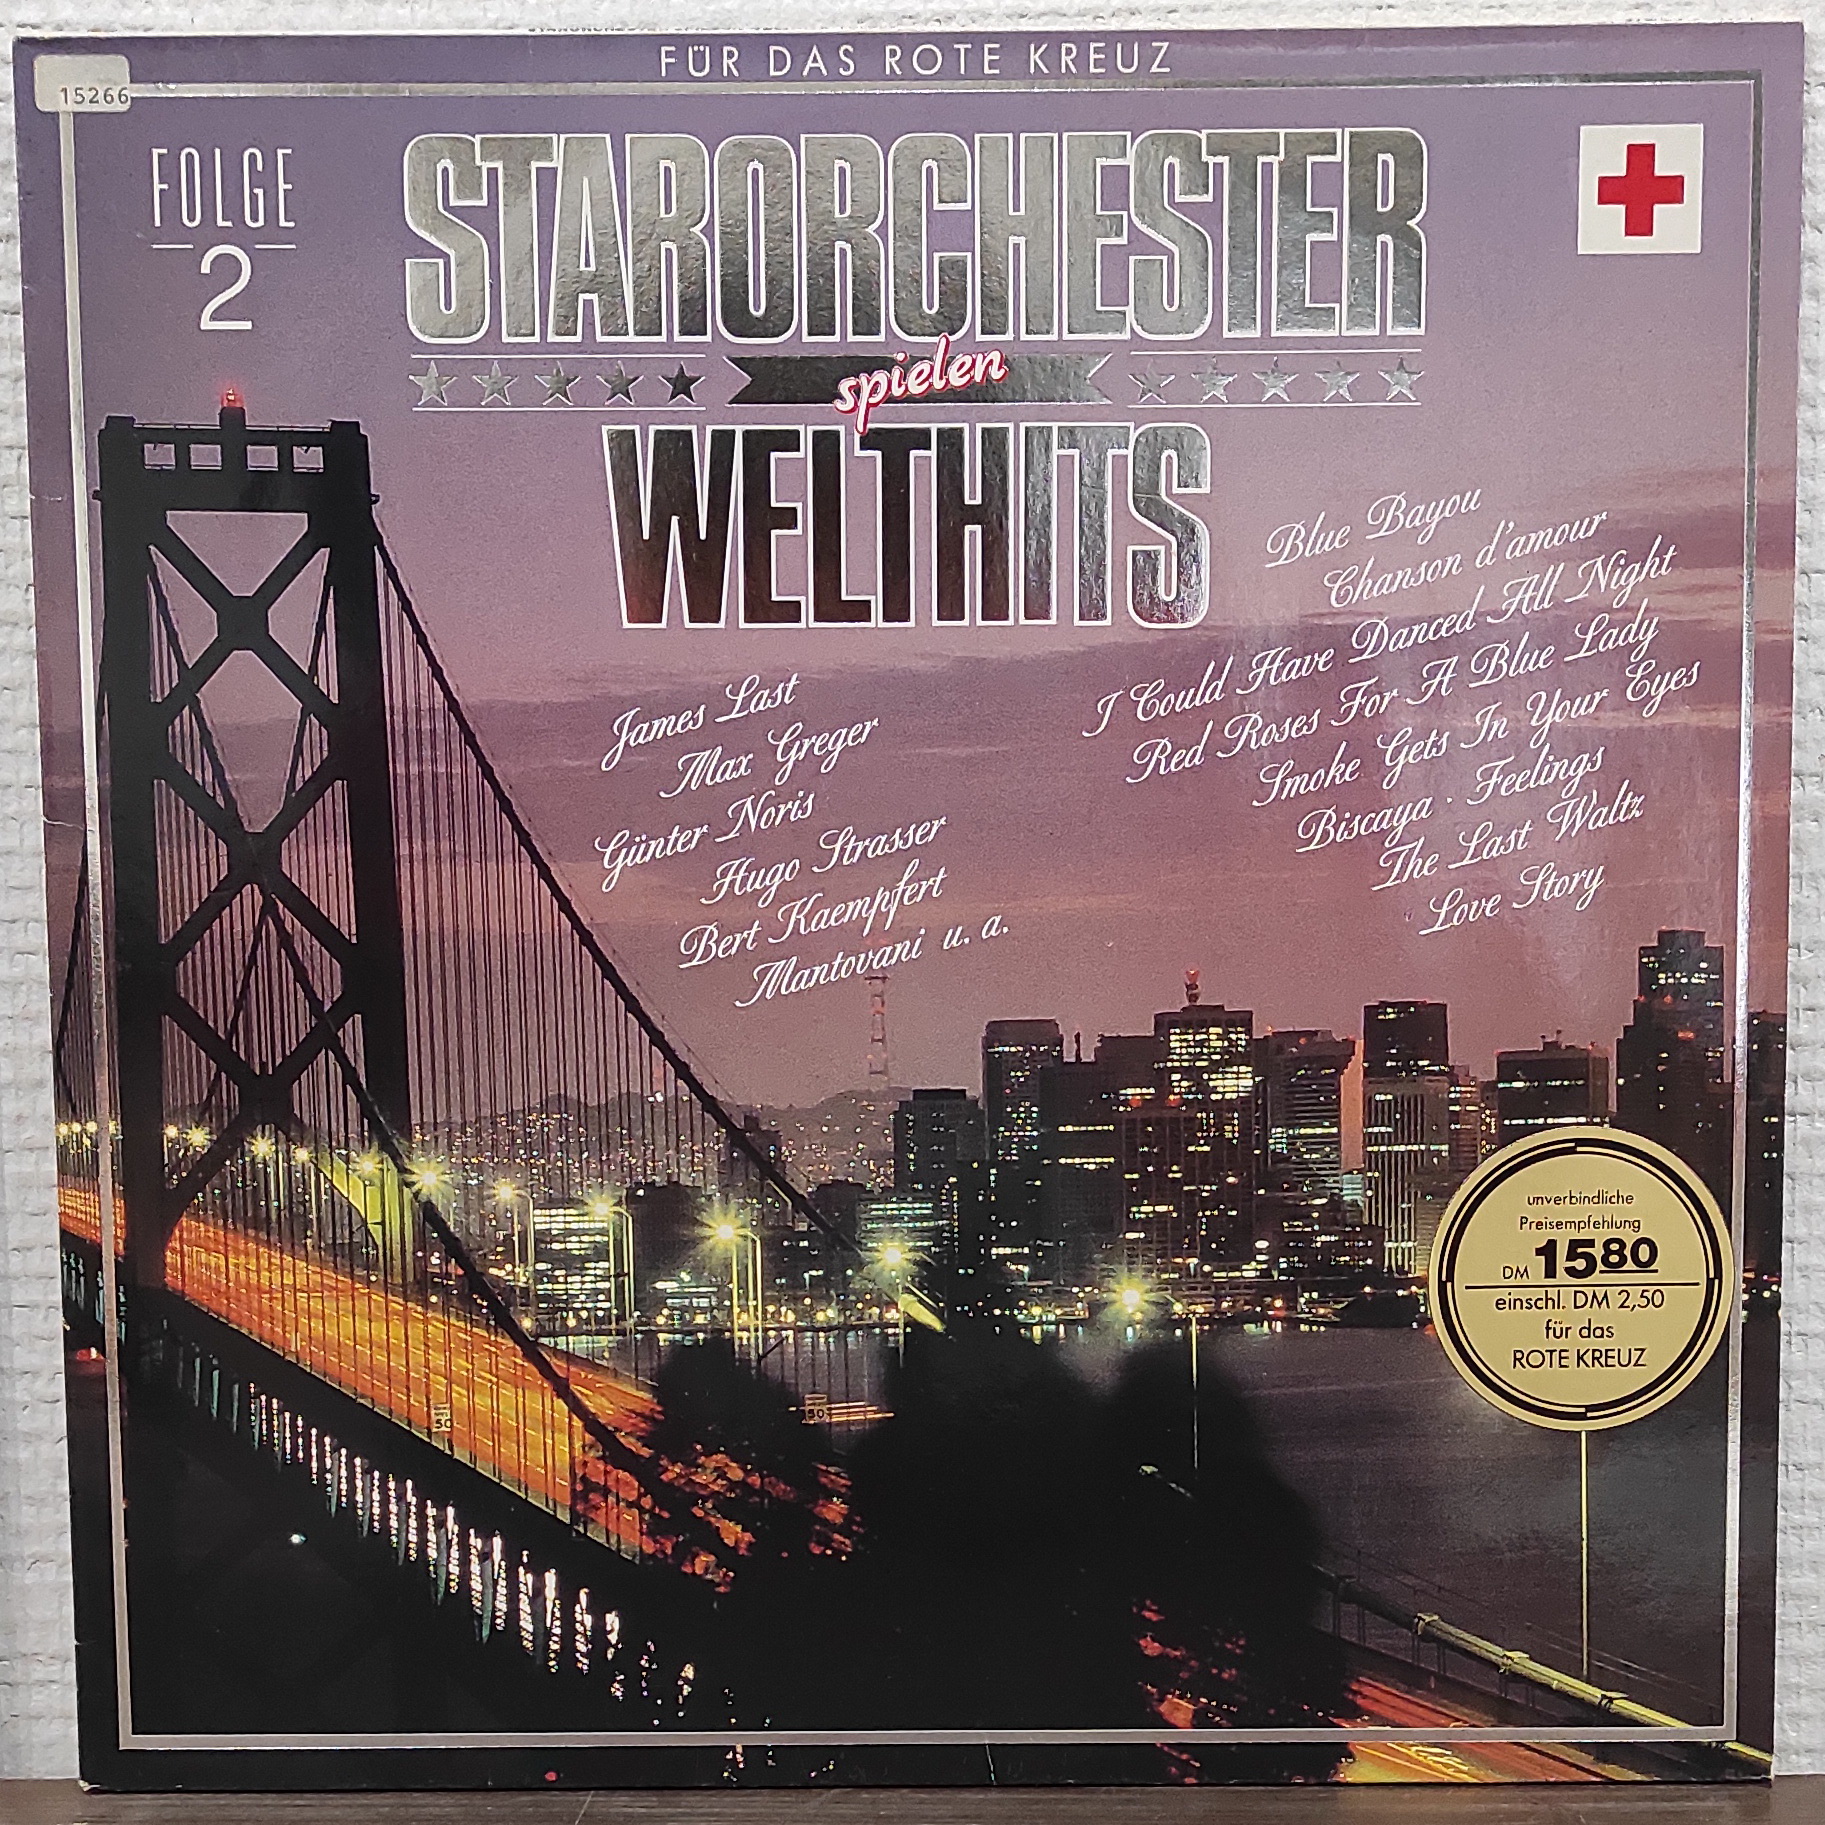 FÜR DAS ROTE KREUZ
15266
FOLGE
2
STARORCHESTER
spielen
WELTHITS
James Last
Max Greger
Günter Noris
Hugo Strasser
Bert Kaempfert
Mantovani u. a.
Blue Bayou
Chanson d'amour
I Could Have Danced All Night
Red Roses For A Blue Lady
Smoke Gets In Your Eyes
Biscaya · Feelings
The Last Waltz
Love Story
unverbindliche
Preisempfehlung
DM 1580
einschl. DM 2,50
für das
ROTE KREUZ
50
50